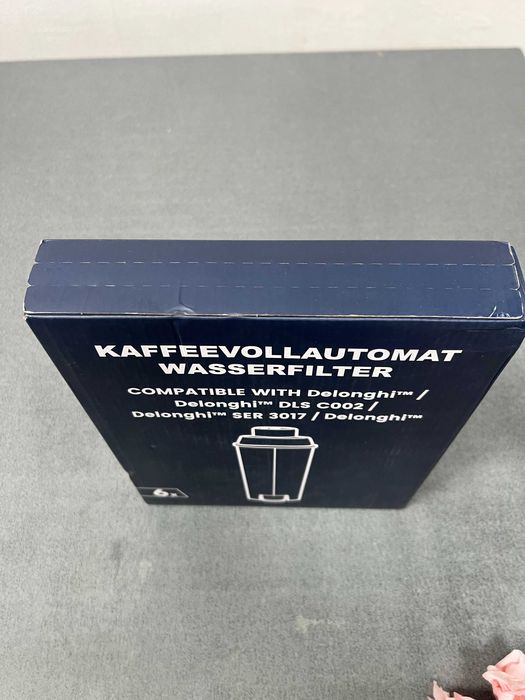 KAFFEEVOLLAUTOMAT
WASSERFILTER
COMPATIBLE WITH Delonghi™ /
Delonghi™ DLS C002 /
Delonghi™ SER 3017 / Delonghi™
6x